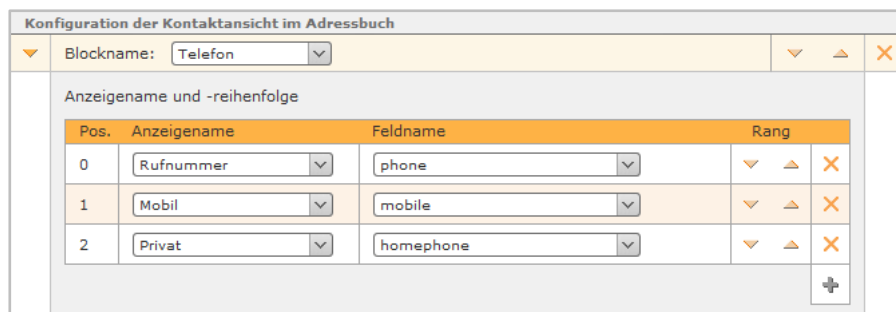 Konfiguration der Kontaktansicht im Adressbuch
Blockname: Telefon
Anzeigename und -reihenfolge
Pos. Anzeigename Feldname Rang
0 Rufnummer phone
1 Mobil mobile
2 Privat homephone